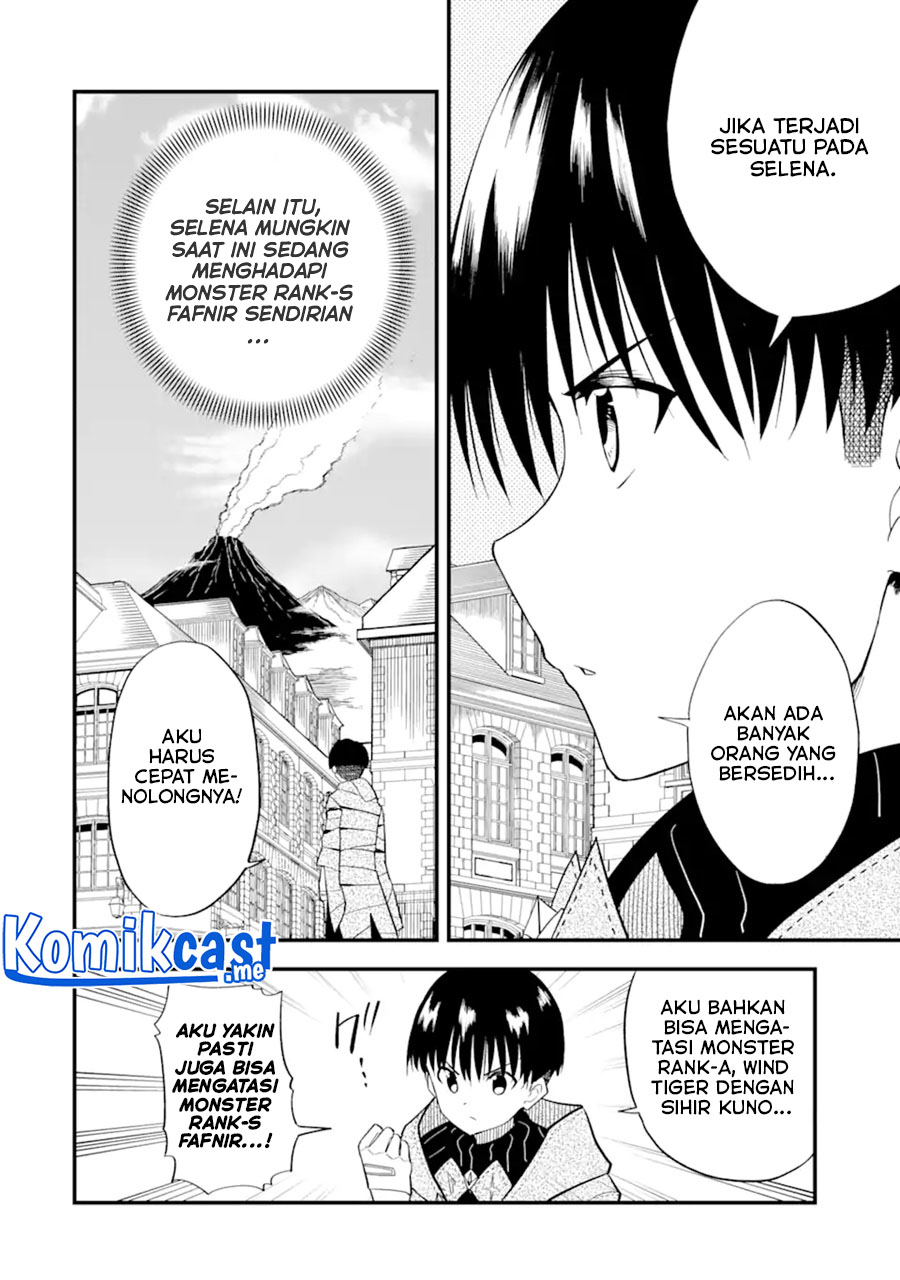 JIKA TERJADI
SESUATU PADA
SELENA.
AKAN ADA
BANYAK
ORANG YANG
BERSEDIH...
SELAIN ITU,
SELENA MUNGKIN
SAAT INI SEDANG
MENGHADAPI
MONSTER RANK-S
FAFNIR SENDIRIAN
...
AKU
HARUS
CEPAT ME-
NOLONGNYA!
AKU BAHKAN
BISA MENGA-
TASI MONSTER
RANK-A, WIND
TIGER DENGAN
SIHIR KUNO...
AKU YAKIN
PASTI
JUGA BISA
MENGATASI
MONSTER
RANK-S
FAFNIR...!
Komikcast
.me